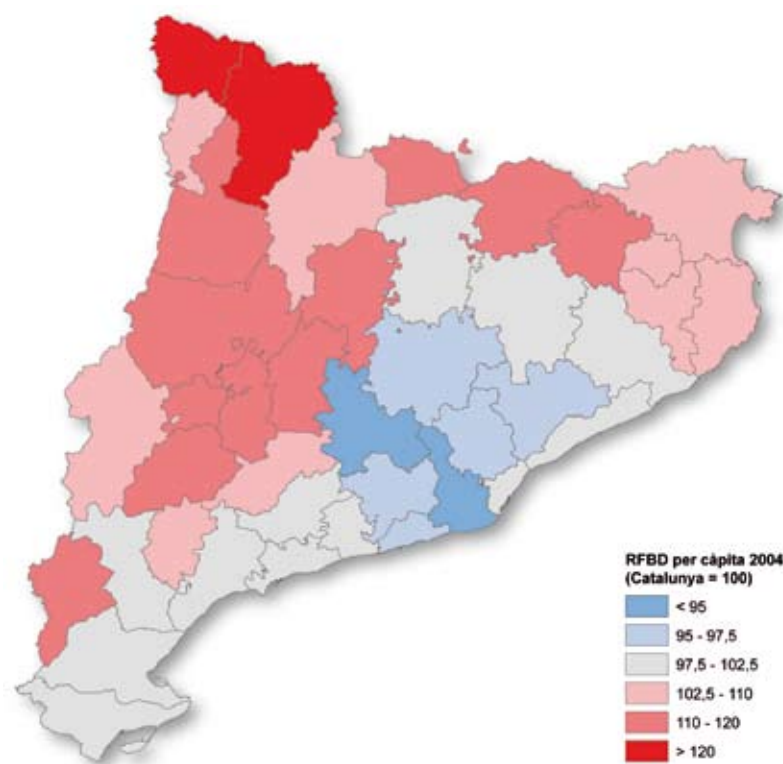 RFBD per càpita 2004
(Catalunya = 100)
< 95
95 - 97,5
97,5 - 102,5
102,5 - 110
110 - 120
> 120